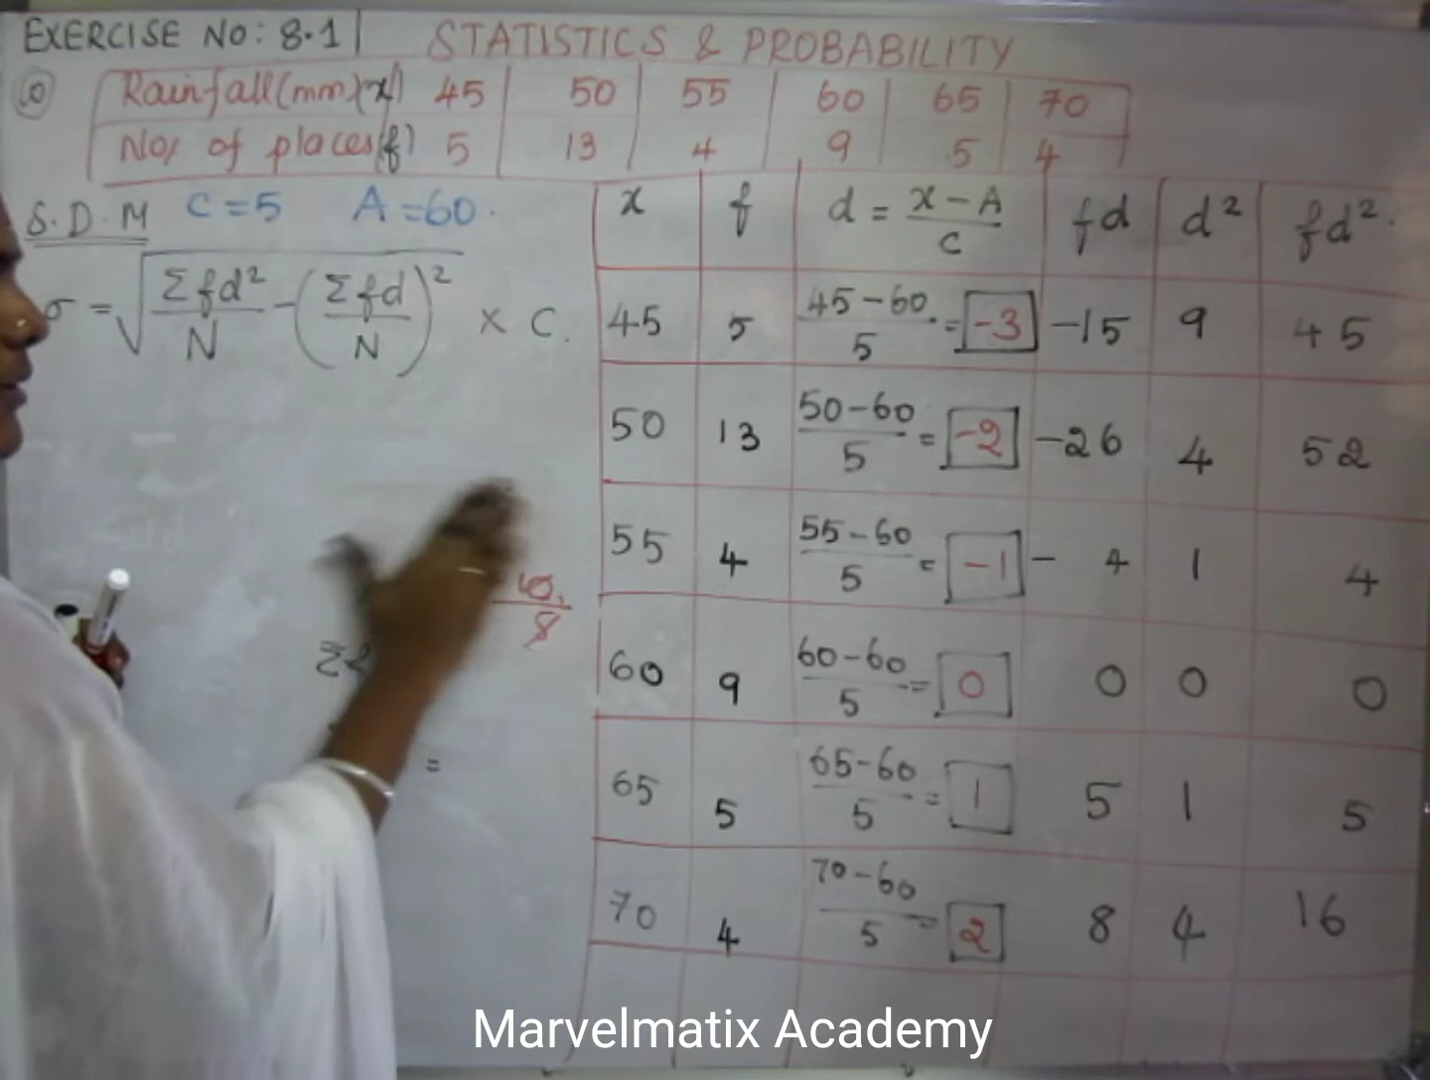 EXERCISE NO: 8.1 STATISTICS & PROBABILITY
10 Rainfall(mm)(x) 45 50 55 60 65 70
Nox of places(f) 5 13 4 9 5 4
S.D.M C=5 A=60.
σ = √(Σfd²/N - (Σfd/N)²) × C.
x f d = x-A/C fd d² fd².
45 5 45-60/5 = -3 -15 9 45
50 13 50-60/5 = -2 -26 4 52
55 4 55-60/5 = -1 - 4 1 4
60 9 60-60/5 = 0 0 0 0
65 5 65-60/5 = 1 5 1 5
70 4 70-60/5 = 2 8 4 16
=
Marvelmatix Academy